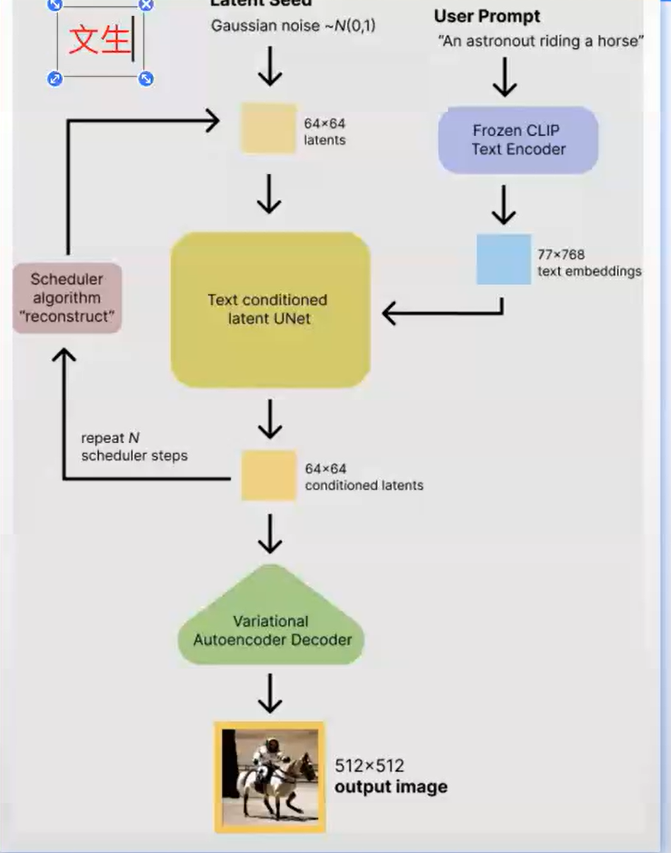 文生
Latent Seed
Gaussian noise ~N(0,1)
User Prompt
“An astronout riding a horse”
64×64
latents
Frozen CLIP
Text Encoder
77×768
text embeddings
Scheduler
algorithm
“reconstruct”
Text conditioned
latent UNet
repeat N
scheduler steps
64×64
conditioned latents
Variational
Autoencoder Decoder
512×512
output image